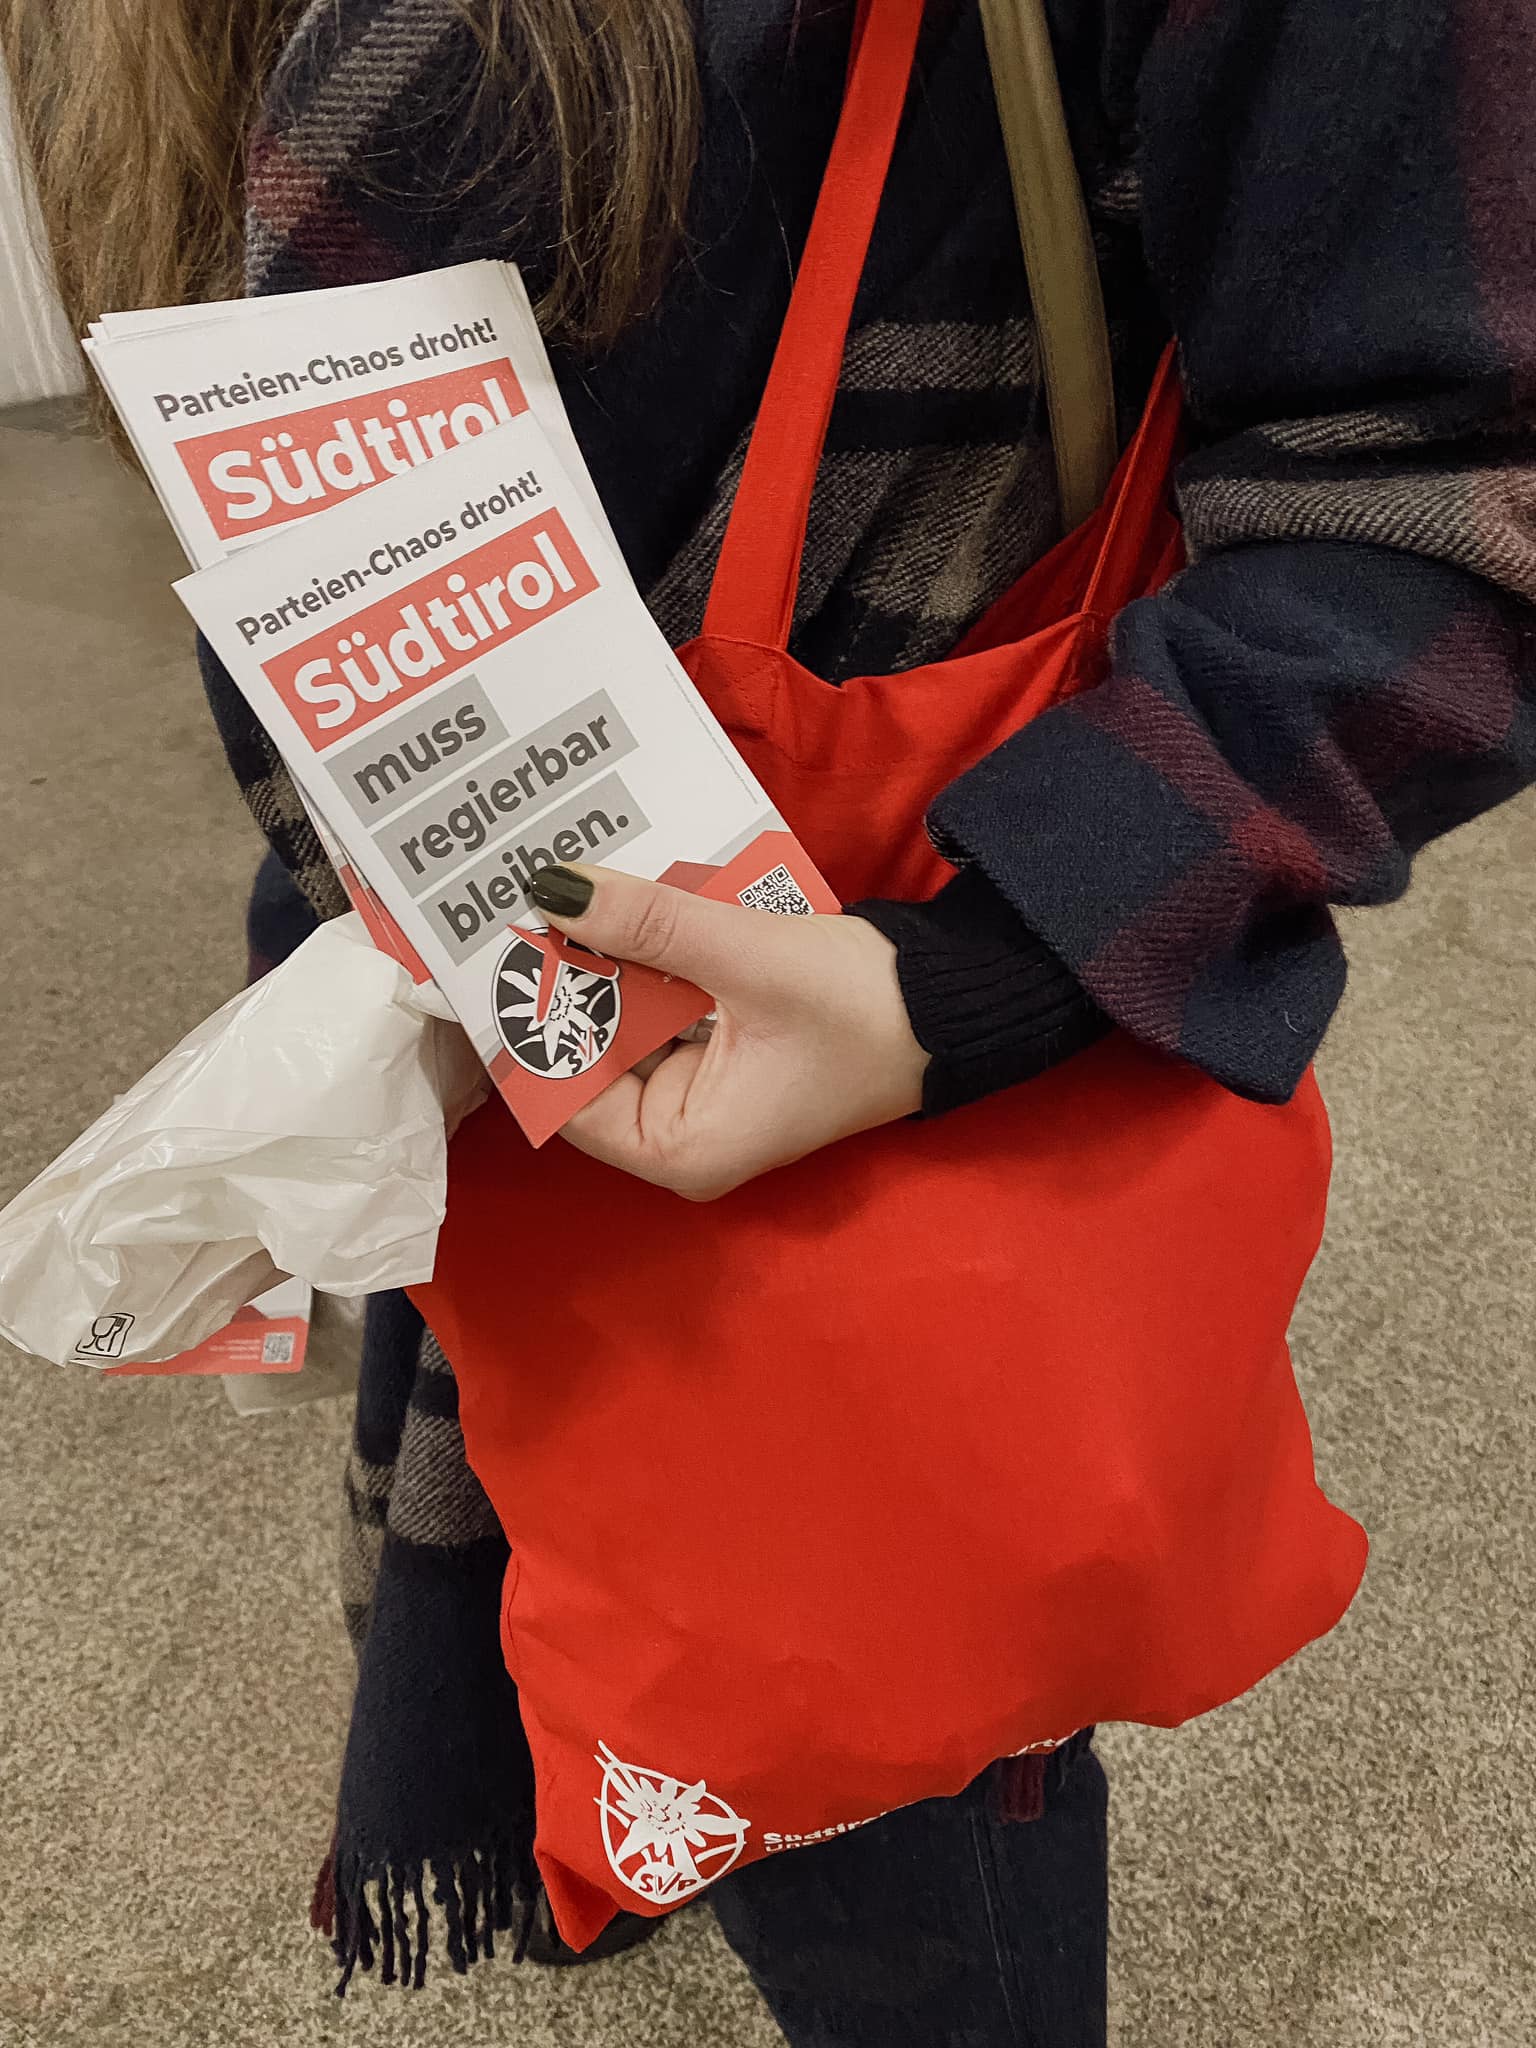 Parteien-Chaos droht!
Südtirol
Parteien-Chaos droht!
Südtirol
muss
regierbar
bleiben.
SVP
SVP